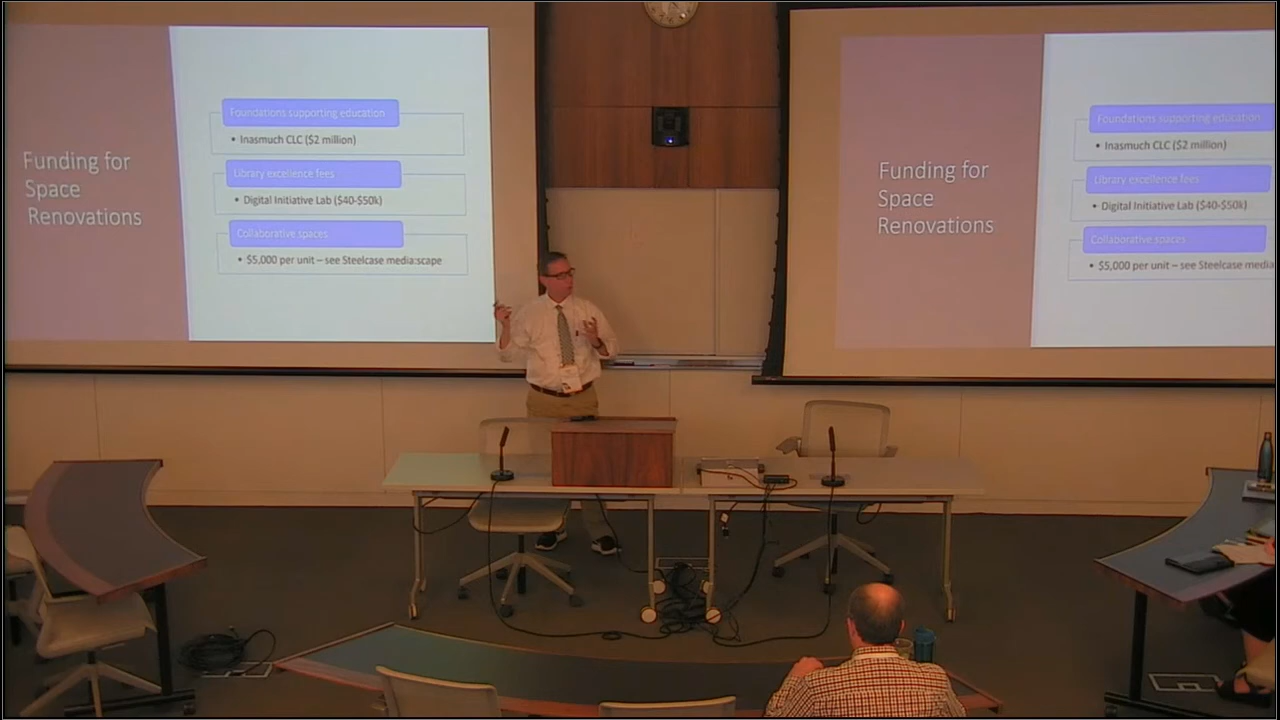 Funding for
Space
Renovations
Foundations supporting education
• Inasmuch CLC ($2 million)
Library excellence fees
• Digital Initiative Lab ($40-$50k)
Collaborative spaces
• $5,000 per unit – see Steelcase media:scape
Funding for
Space
Renovations
Foundations supporting education
• Inasmuch CLC ($2 million)
Library excellence fees
• Digital Initiative Lab ($40-$50k)
Collaborative spaces
• $5,000 per unit – see Steelcase media